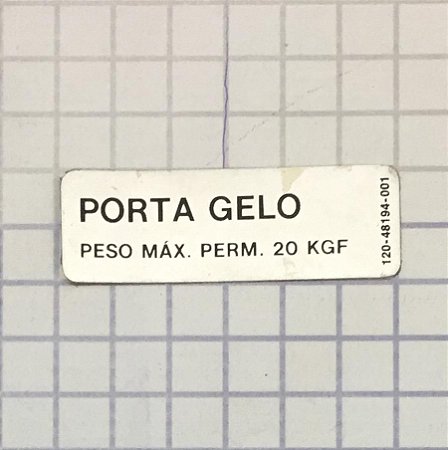 PORTA GELO
PESO MÁX. PERM. 20 KGF
120-48194-001